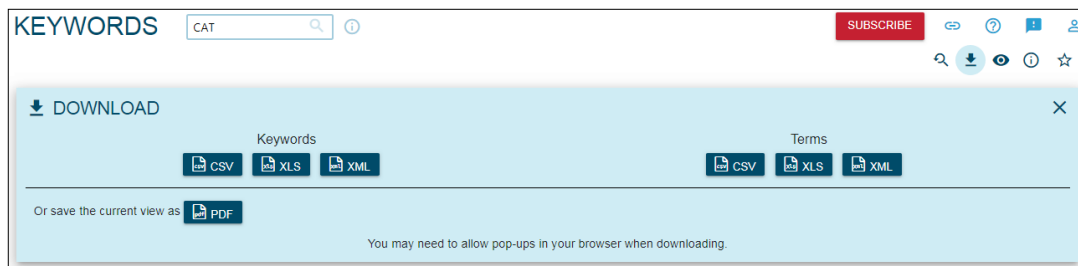 KEYWORDS CAT SUBSCRIBE
DOWNLOAD
Keywords Terms
CSV XLS XML CSV XLS XML
Or save the current view as PDF
You may need to allow pop-ups in your browser when downloading.